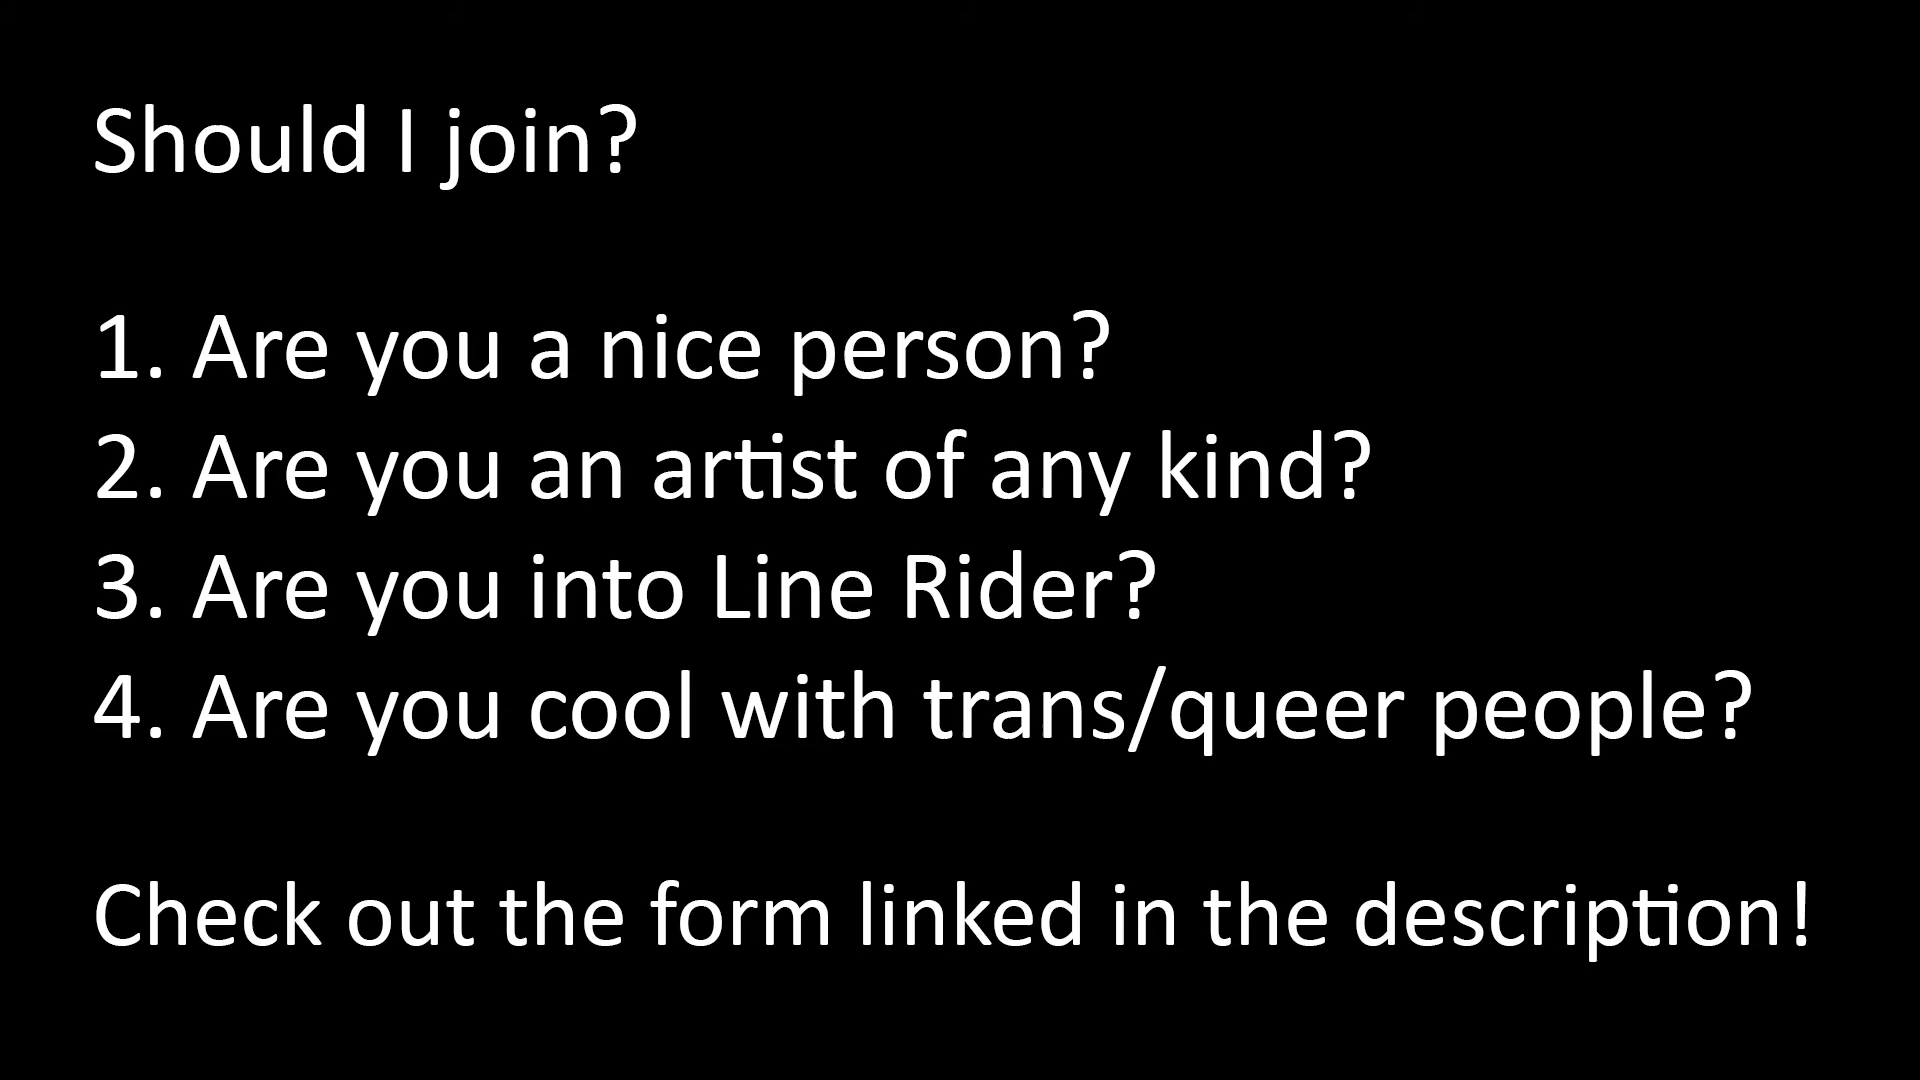 Should I join?
1. Are you a nice person?
2. Are you an artist of any kind?
3. Are you into Line Rider?
4. Are you cool with trans/queer people?
Check out the form linked in the description!